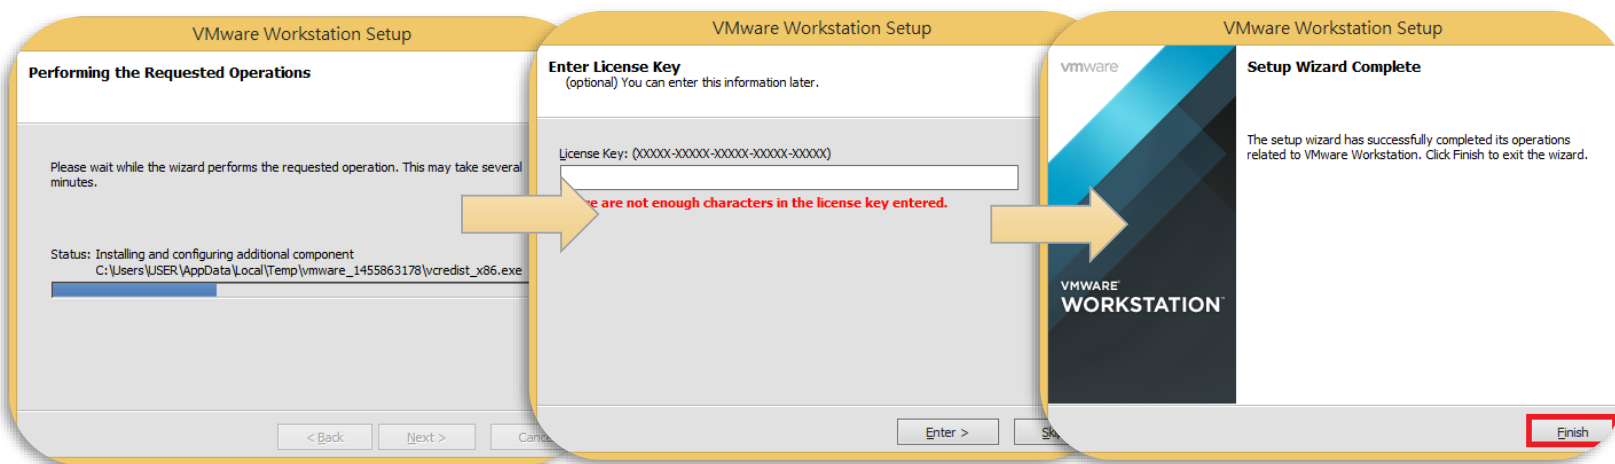 VMware Workstation Setup
Performing the Requested Operations
Please wait while the wizard performs the requested operation. This may take several
minutes.
Status: Installing and configuring additional component
C:\Users\USER\AppData\Local\Temp\vmware_1455863178\vcredist_x86.exe
< Back
Next >
VMware Workstation Setup
Enter License Key
(optional) You can enter this information later.
License Key: (XXXXX-XXXXX-XXXXX-XXXXX-XXXXX)
are not enough characters in the license key entered.
Enter >
VMware Workstation Setup
vmware
Setup Wizard Complete
The setup wizard has successfully completed its operations
related to VMware Workstation. Click Finish to exit the wizard.
VMWARE
WORKSTATION
Finish